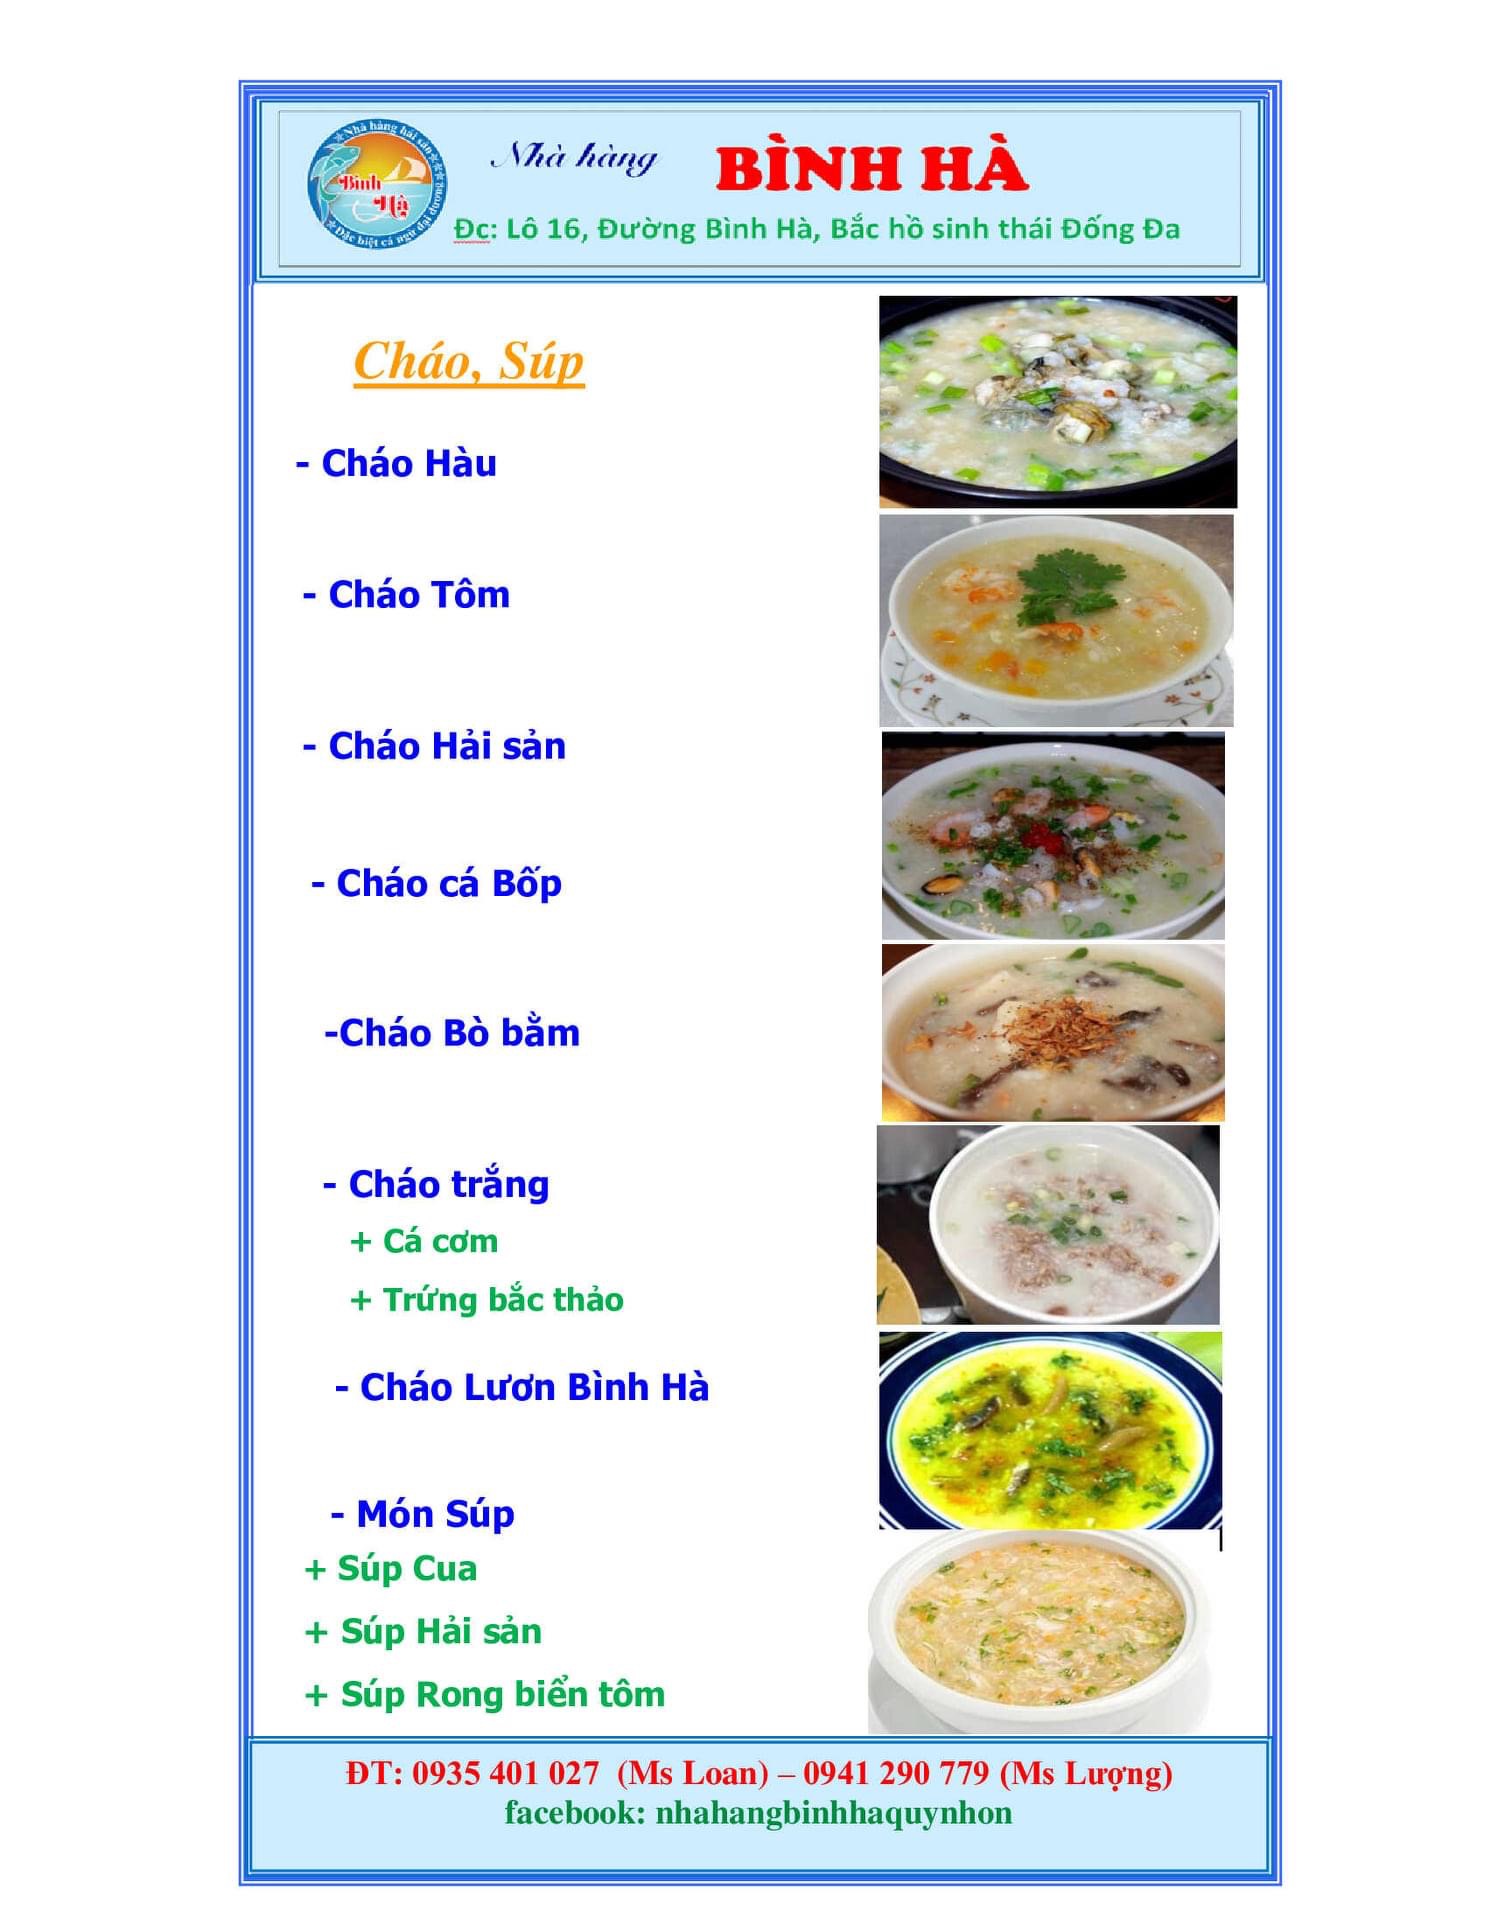 Nhà hàng hải sản
Bình
Hà
Đặc biệt cá ngừ đại dương
Nhà hàng BÌNH HÀ
Đc: Lô 16, Đường Bình Hà, Bắc hồ sinh thái Đống Đa
Cháo, Súp
- Cháo Hàu
- Cháo Tôm
- Cháo Hải sản
- Cháo cá Bốp
-Cháo Bò bằm
- Cháo trắng
+ Cá cơm
+ Trứng bắc thảo
- Cháo Lươn Bình Hà
- Món Súp
+ Súp Cua
+ Súp Hải sản
+ Súp Rong biển tôm
ĐT: 0935 401 027 (Ms Loan) – 0941 290 779 (Ms Lượng)
facebook: nhahangbinhhaquynhon